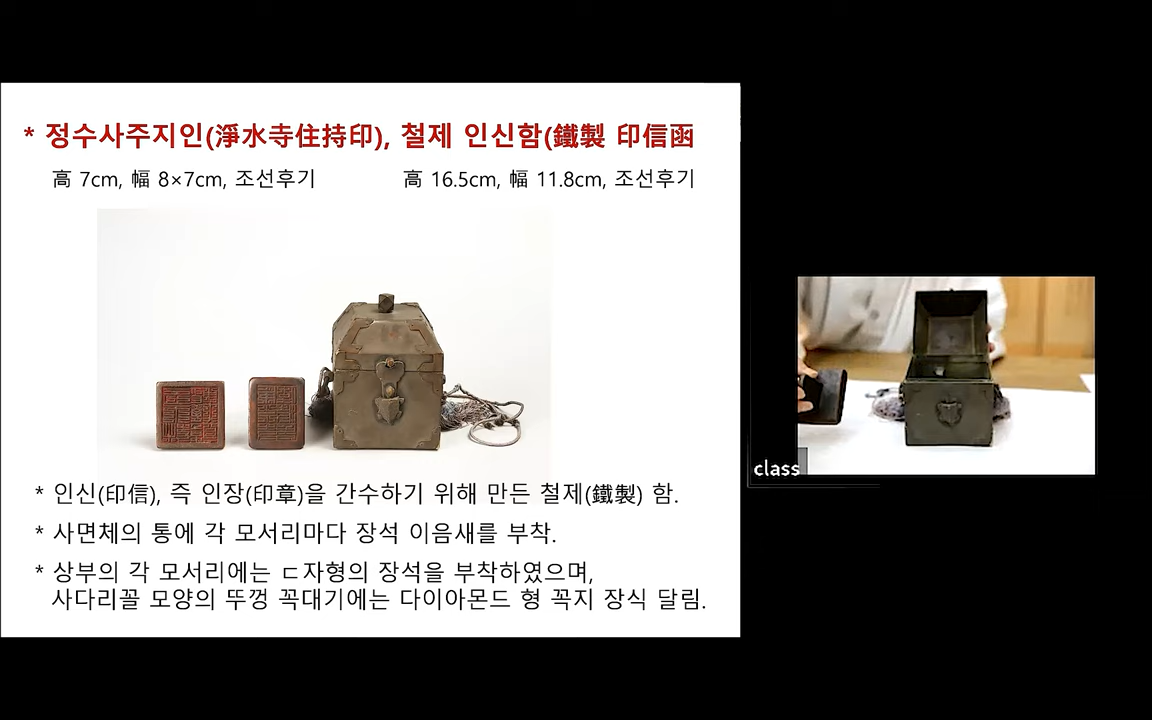 * 정수사주지인(淨水寺住持印), 철제 인신함(鐵製 印信函
高 7cm, 幅 8×7cm, 조선후기
高 16.5cm, 幅 11.8cm, 조선후기
* 인신(印信), 즉 인장(印章)을 간수하기 위해 만든 철제(鐵製) 함.
* 사면체의 통에 각 모서리마다 장석 이음새를 부착.
* 상부의 각 모서리에는 ㄷ자형의 장석을 부착하였으며,
사다리꼴 모양의 뚜껑 꼭대기에는 다이아몬드 형 꼭지 장식 달림.
class